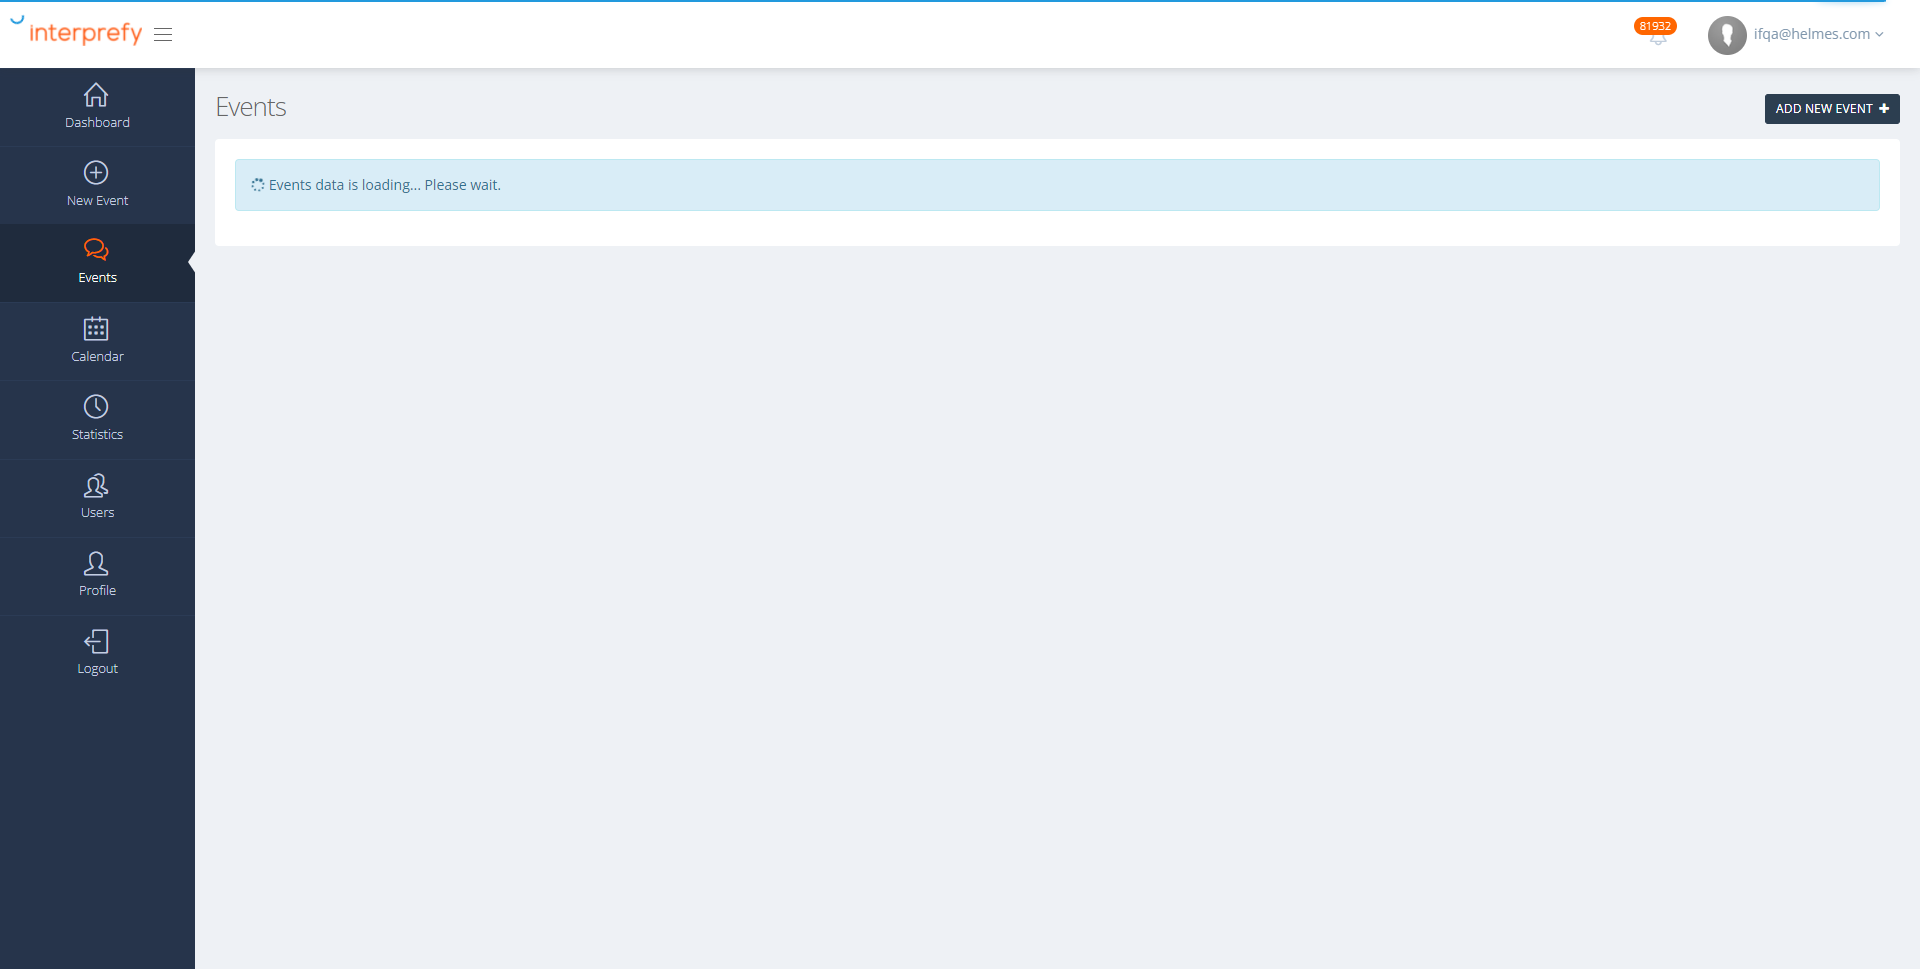 interprefy
81932
ifqa@helmes.com
Dashboard
New Event
Events
Calendar
Statistics
Users
Profile
Logout
Events
ADD NEW EVENT
Events data is loading... Please wait.